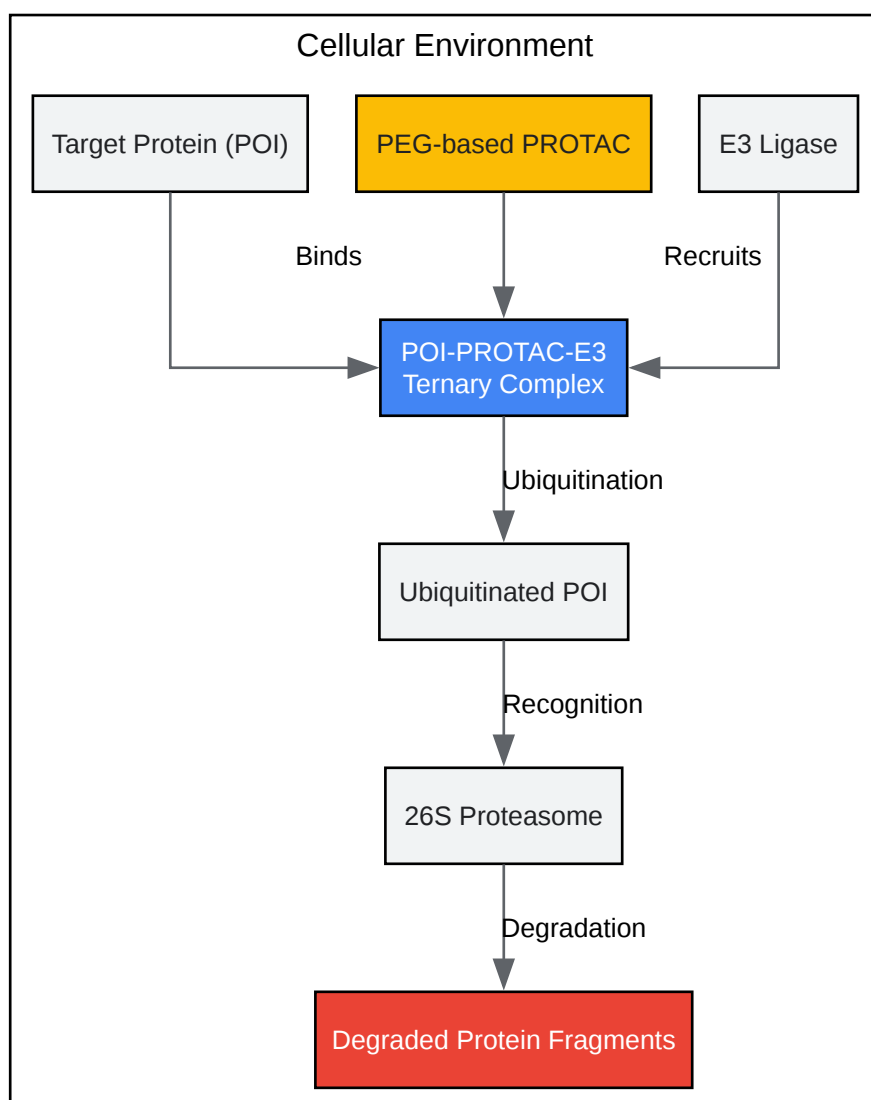 Cellular Environment
Target Protein (POI)
PEG-based PROTAC
E3 Ligase
Binds
Recruits
POI-PROTAC-E3
Ternary Complex
Ubiquitination
Ubiquitinated POI
Recognition
26S Proteasome
Degradation
Degraded Protein Fragments